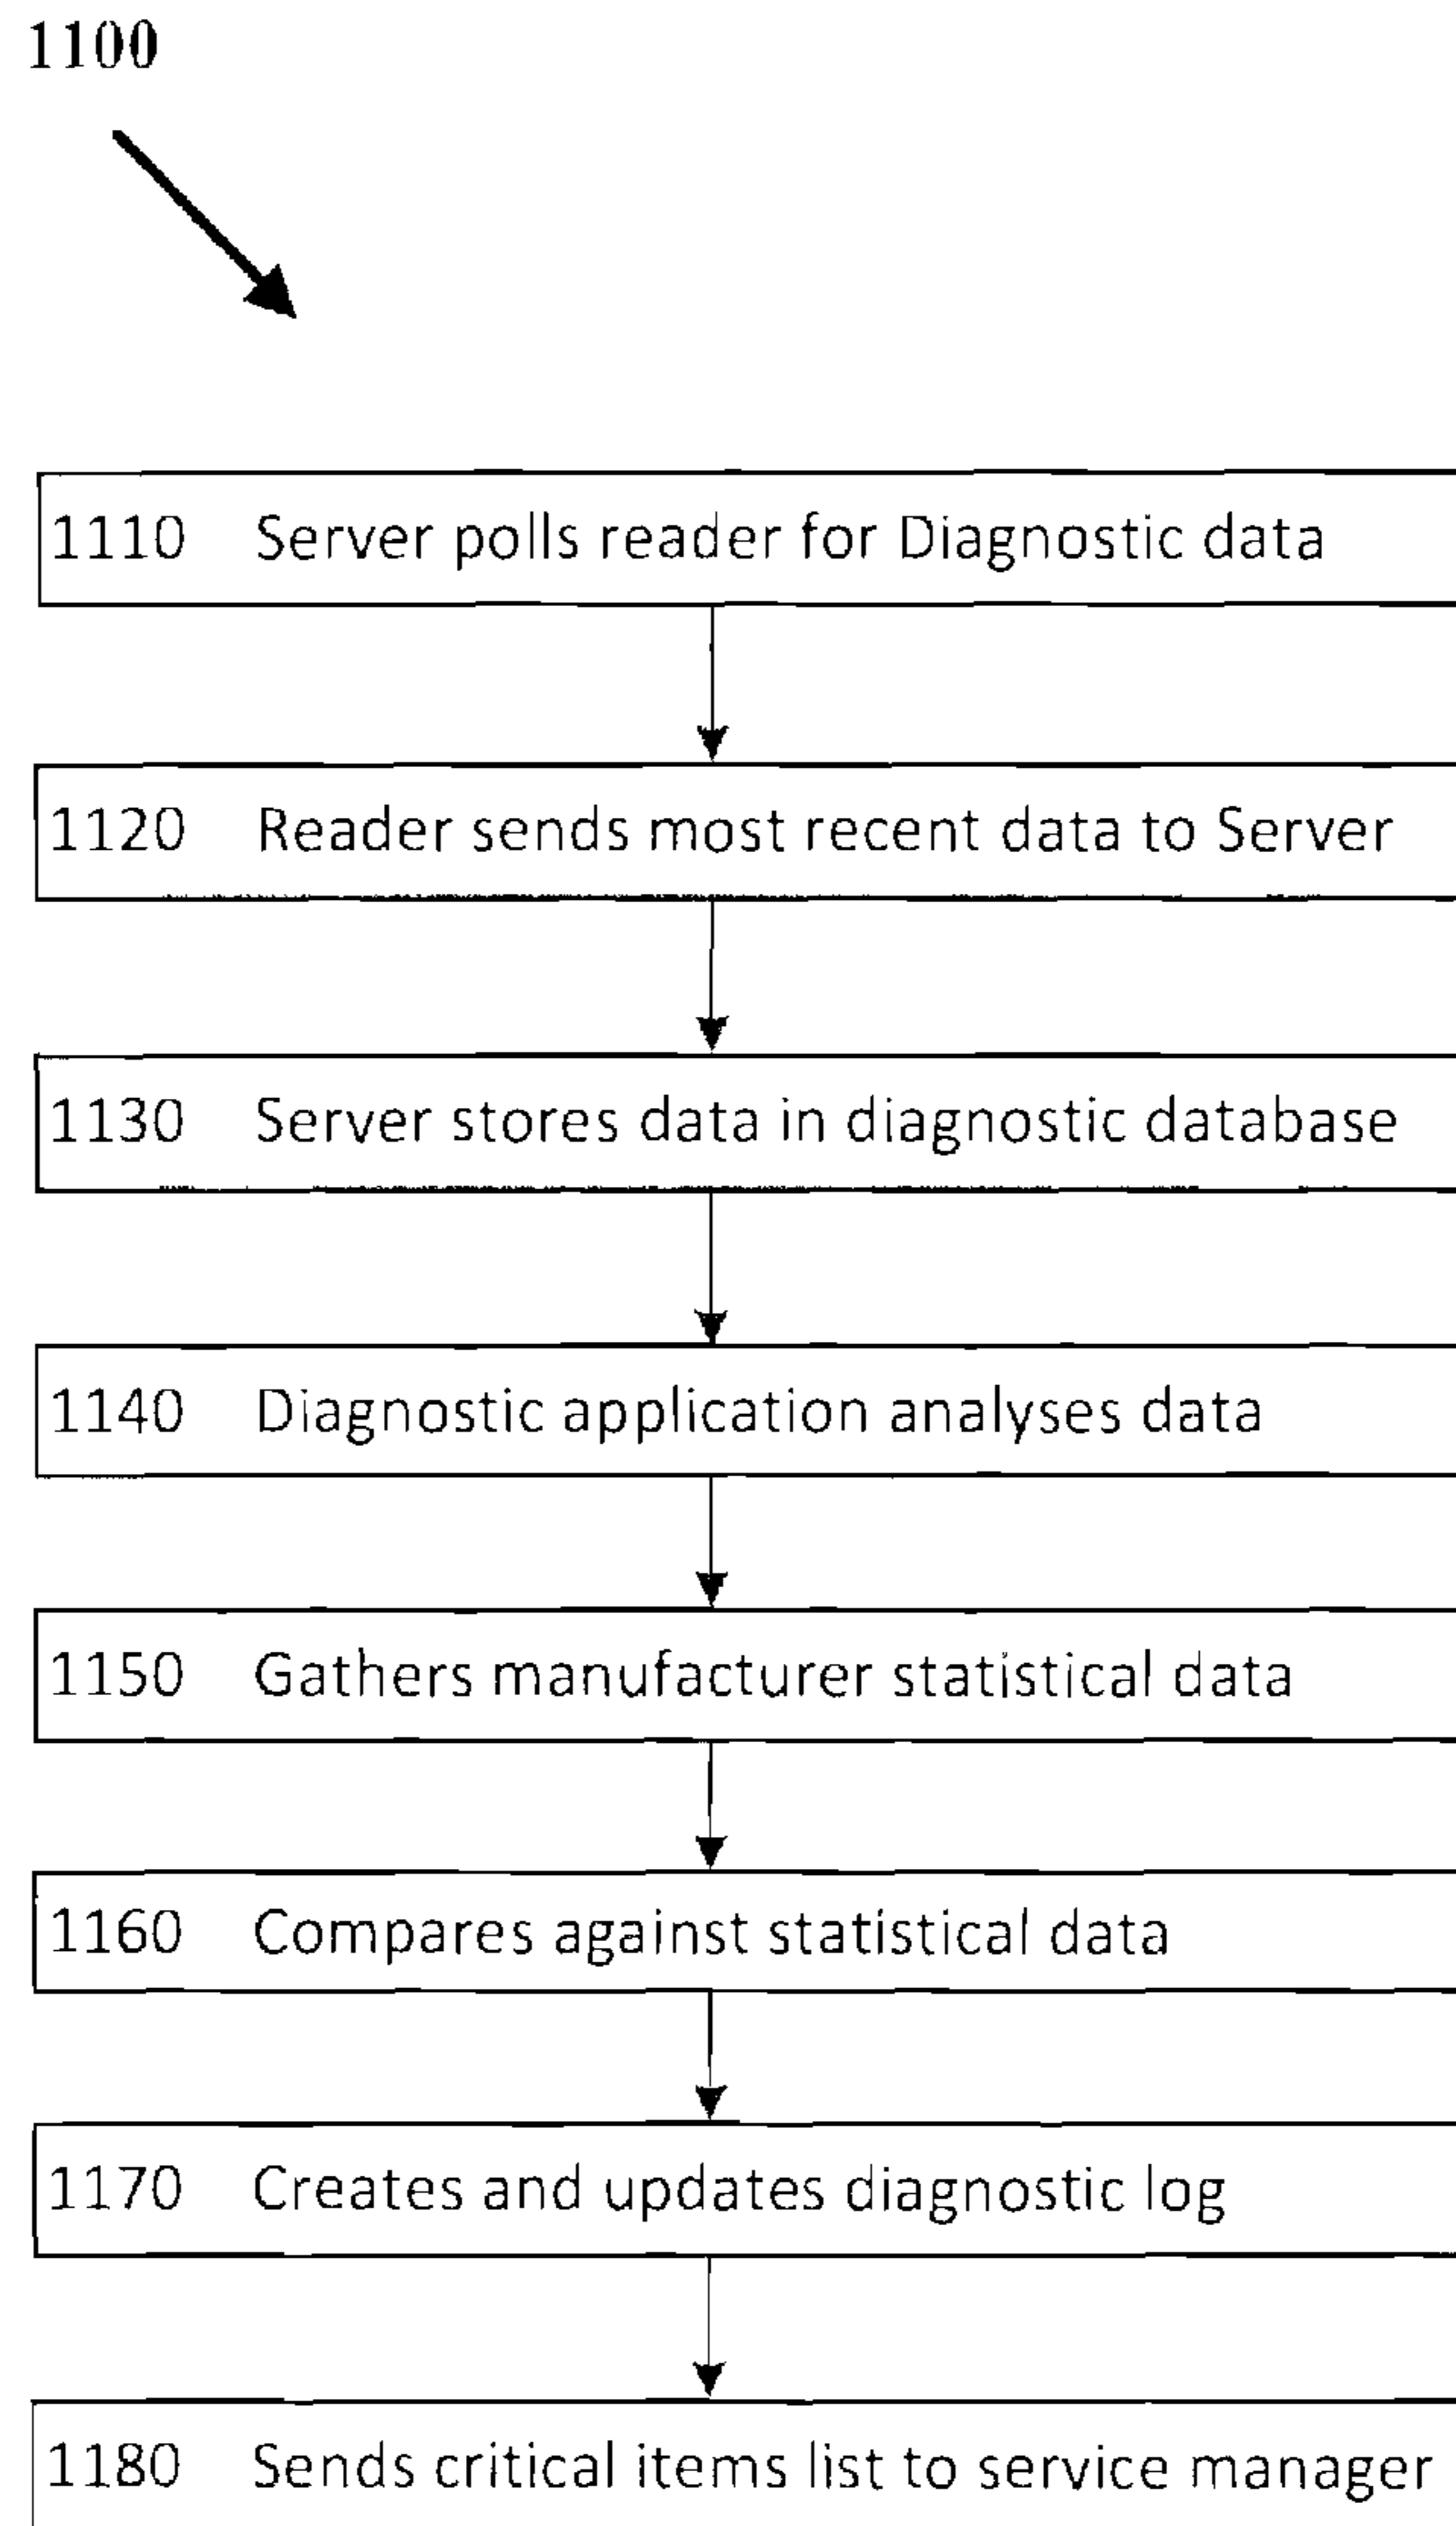 1100
1110 Server polls reader for Diagnostic data
1120 Reader sends most recent data to Server
1130 Server stores data in diagnostic database
1140 Diagnostic application analyses data
1150 Gathers manufacturer statistical data
1160 Compares against statistical data
1170 Creates and updates diagnostic log
1180 Sends critical items list to service manager